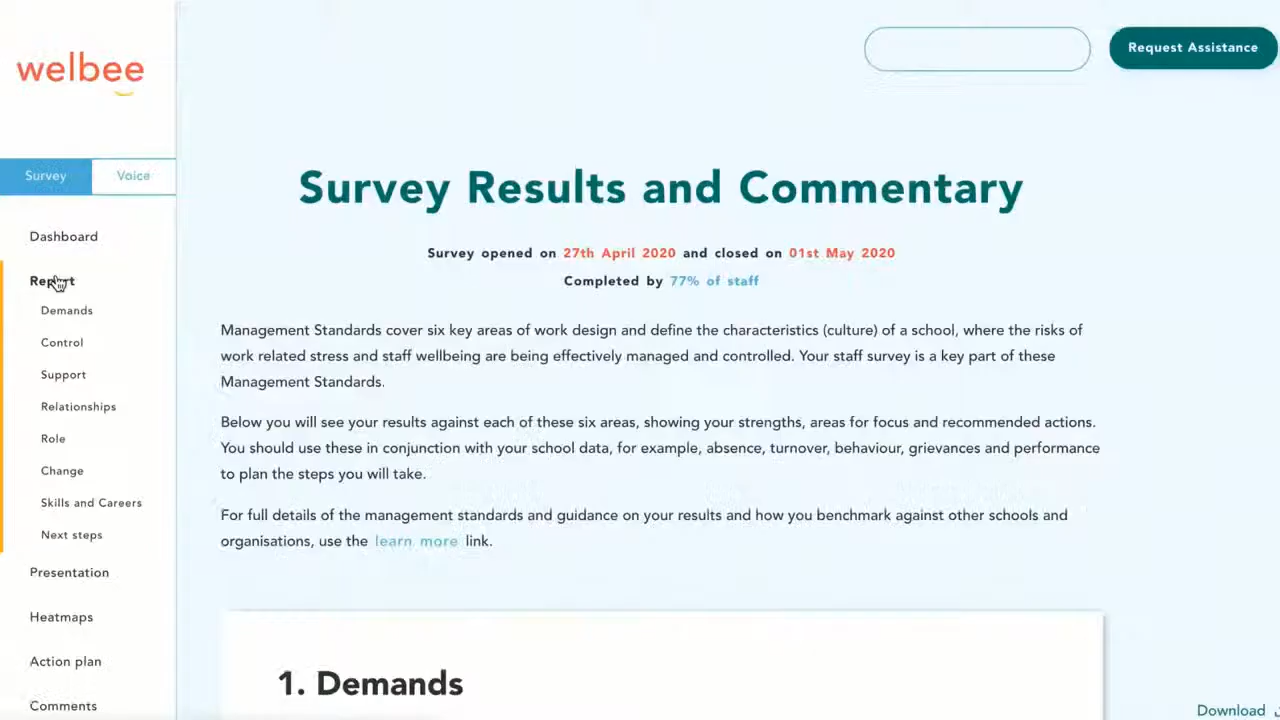 welbee
Request Assistance
Survey
Voice
Dashboard
Report
Demands
Control
Support
Relationships
Role
Change
Skills and Careers
Next steps
Presentation
Heatmaps
Action plan
Comments
Survey Results and Commentary
Survey opened on 27th April 2020 and closed on 01st May 2020
Completed by 77% of staff
Management Standards cover six key areas of work design and define the characteristics (culture) of a school, where the risks of
work related stress and staff wellbeing are being effectively managed and controlled. Your staff survey is a key part of these
Management Standards.
Below you will see your results against each of these six areas, showing your strengths, areas for focus and recommended actions.
You should use these in conjunction with your school data, for example, absence, turnover, behaviour, grievances and performance
to plan the steps you will take.
For full details of the management standards and guidance on your results and how you benchmark against other schools and
organisations, use the learn more link.
1. Demands
Download